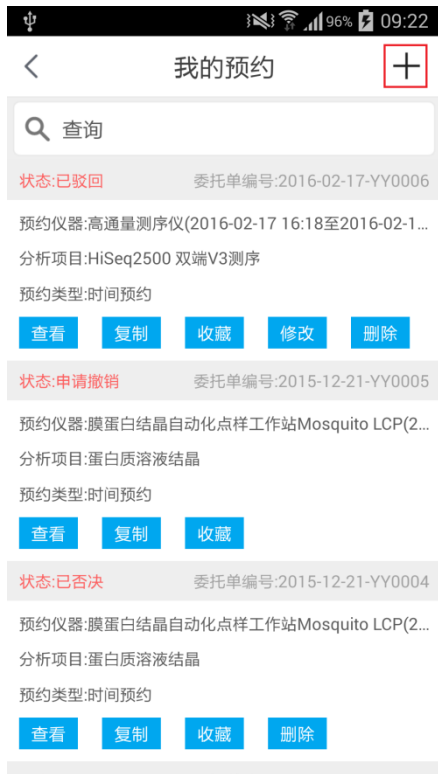 96% 09:22
我的预约
查询
状态:已驳回 委托单编号:2016-02-17-YY0006
预约仪器:高通量测序仪(2016-02-17 16:18至2016-02-1...
分析项目:HiSeq2500 双端V3测序
预约类型:时间预约
查看 复制 收藏 修改 删除
状态:申请撤销 委托单编号:2015-12-21-YY0005
预约仪器:膜蛋白结晶自动化点样工作站Mosquito LCP(2...
分析项目:蛋白质溶液结晶
预约类型:时间预约
查看 复制 收藏
状态:已否决 委托单编号:2015-12-21-YY0004
预约仪器:膜蛋白结晶自动化点样工作站Mosquito LCP(2...
分析项目:蛋白质溶液结晶
预约类型:时间预约
查看 复制 收藏 删除